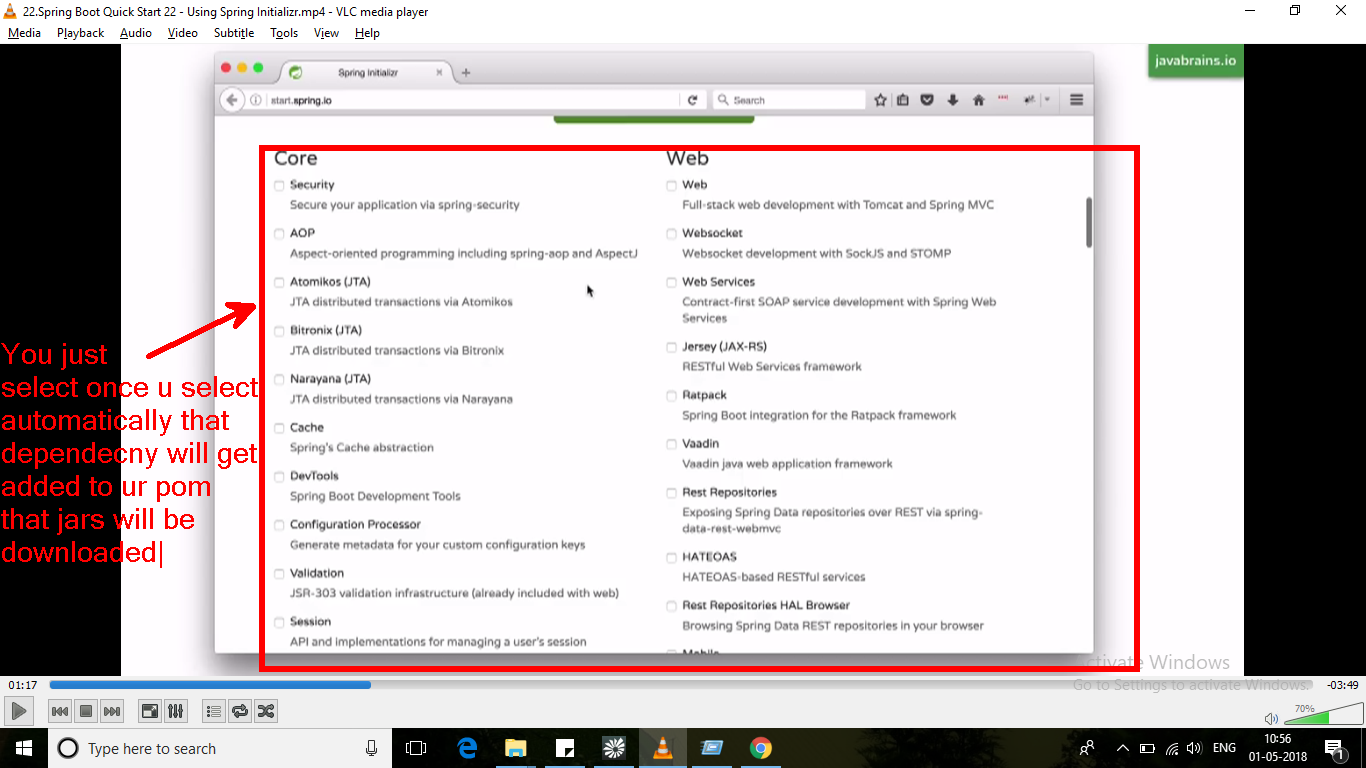 22.Spring Boot Quick Start 22 - Using Spring Initializr.mp4 - VLC media player
Media Playback Audio Video Subtitle Tools View Help
javabrains.io
Spring Initializr
start.spring.io
Search
Core
Security
Secure your application via spring-security
AOP
Aspect-oriented programming including spring-aop and AspectJ
Atomikos (JTA)
JTA distributed transactions via Atomikos
Bitronix (JTA)
JTA distributed transactions via Bitronix
Narayana (JTA)
JTA distributed transactions via Narayana
Cache
Spring's Cache abstraction
DevTools
Spring Boot Development Tools
Configuration Processor
Generate metadata for your custom configuration keys
Validation
JSR-303 validation infrastructure (already included with web)
Session
API and implementations for managing a user's session
Web
Web
Full-stack web development with Tomcat and Spring MVC
Websocket
Websocket development with SockJS and STOMP
Web Services
Contract-first SOAP service development with Spring Web
Services
Jersey (JAX-RS)
RESTful Web Services framework
Ratpack
Spring Boot integration for the Ratpack framework
Vaadin
Vaadin java web application framework
Rest Repositories
Exposing Spring Data repositories over REST via spring-
data-rest-webmvc
HATEOAS
HATEOAS-based RESTful services
Rest Repositories HAL Browser
Browsing Spring Data REST repositories in your browser
Mobile
You just
select once u select
automatically that
dependecny will get
added to ur pom
that jars will be
downloaded
Activate Windows
Go to Settings to activate Windows.
01:17
-03:49
70%
Type here to search
ENG
10:56
01-05-2018
1